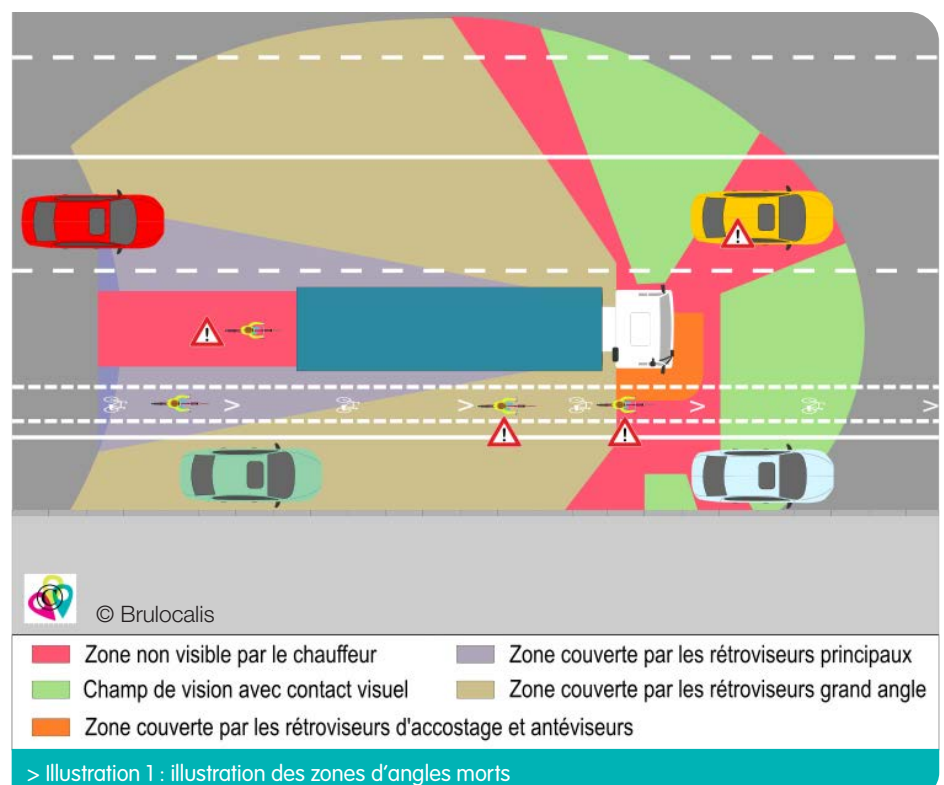 © Brulocalis
Zone non visible par le chauffeur
Zone couverte par les rétroviseurs principaux
Champ de vision avec contact visuel
Zone couverte par les rétroviseurs grand angle
Zone couverte par les rétroviseurs d'accostage et antéviseurs
> Illustration 1 : illustration des zones d’angles morts